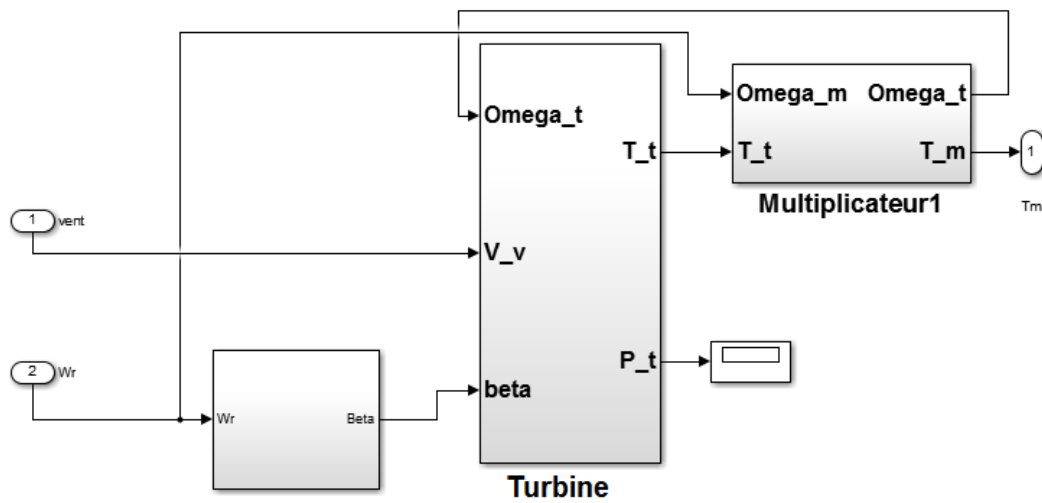 Omega_t
T_t
V_v
P_t
beta
Turbine
Omega_m
Omega_t
T_t
T_m
Multiplicateur1
1
Tm
1
vent
2
Wr
Wr
Beta